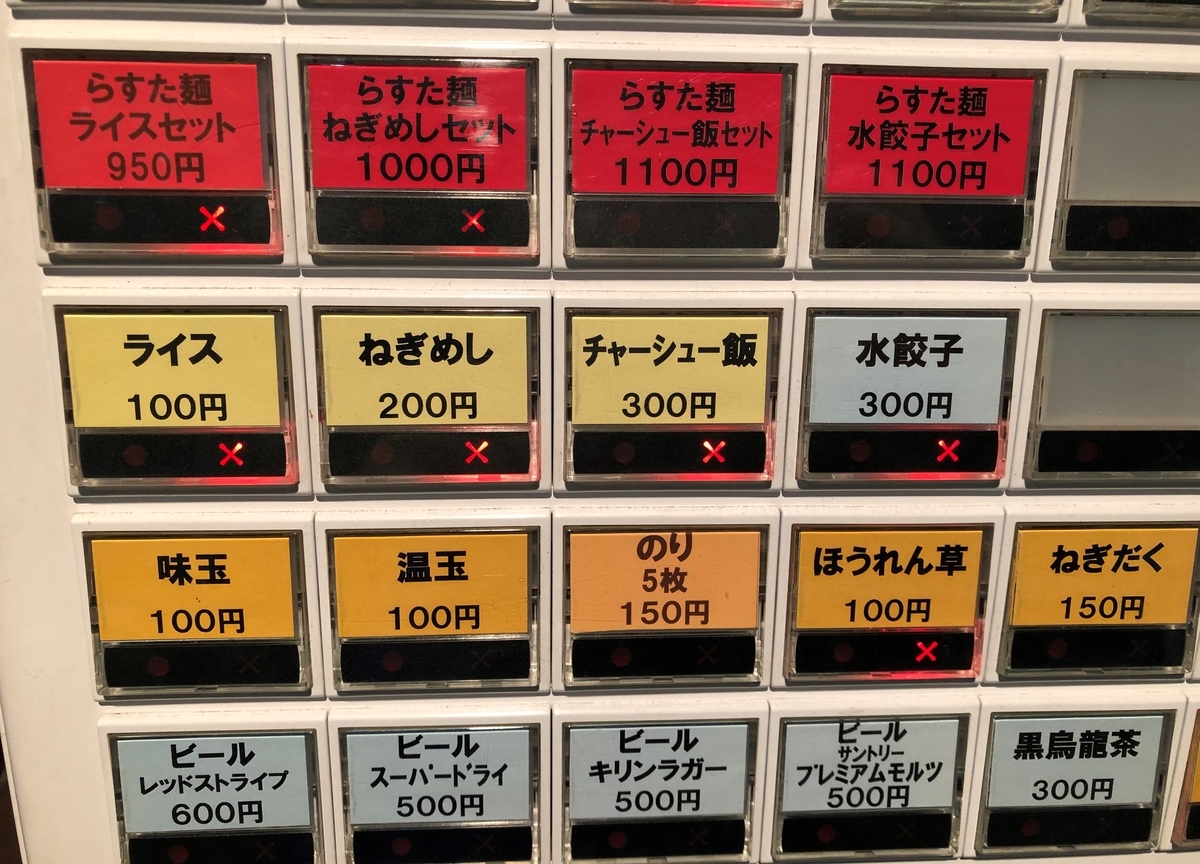 らすた麺
ライスセット
950円
らすた麺
ねぎめしセット
1000円
らすた麺
チャーシュー飯セット
1100円
らすた麺
水餃子セット
1100円
ライス
100円
ねぎめし
200円
チャーシュー飯
300円
水餃子
300円
味玉
100円
温玉
100円
のり
5枚
150円
ほうれん草
100円
ねぎだく
150円
ビール
レッドストライプ
600円
ビール
スーパードライ
500円
ビール
キリンラガー
500円
ビール
サントリー
プレミアムモルツ
500円
黒烏龍茶
300円